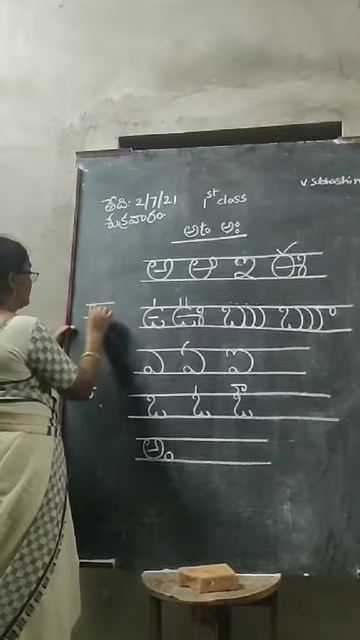 తేది: 2/7/21 1st class
శుక్రవారం.
అ ఆ ఇ ఈ
ఉ ఊ ఋ ౠ
ఎ ఏ ఐ
ఒ ఓ ఔ
అం